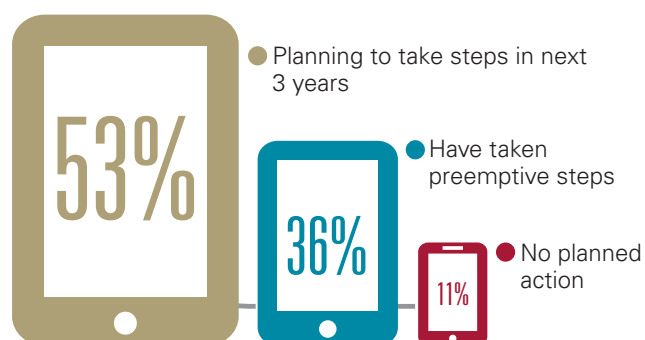 Planning to take steps in next
3 years
53%
Have taken
preemptive steps
36%
No planned
action
11%